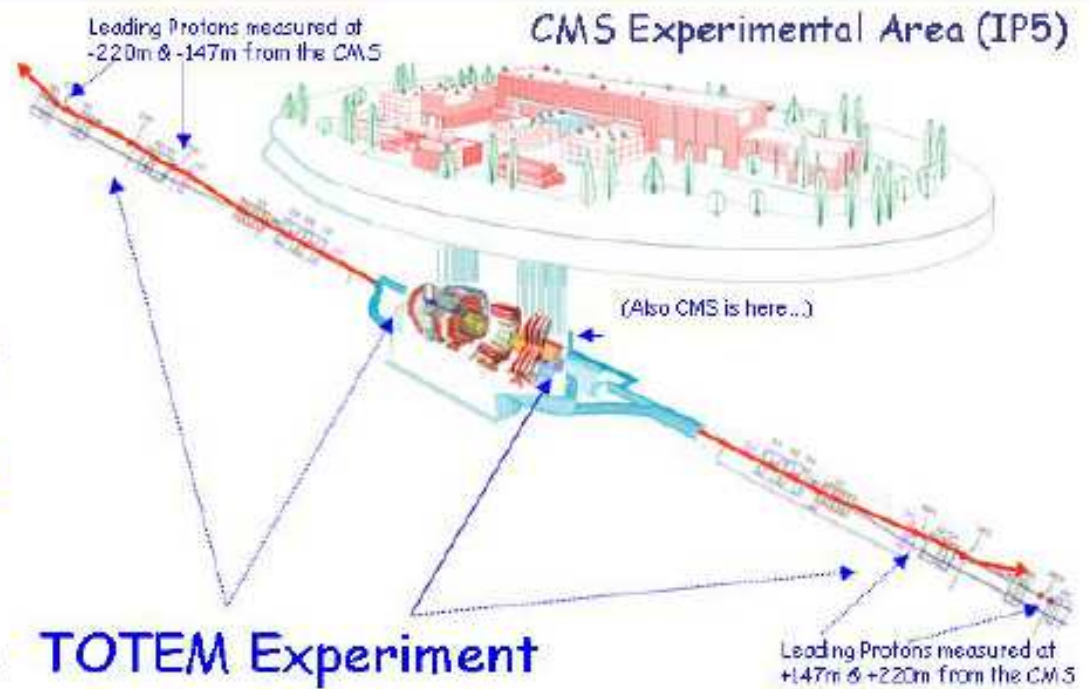 Leading Protons measured at
-220m & -147m from the CMS
CMS Experimental Area (IP5)
(Also CMS is here...)
TOTEM Experiment
Leading Protons measured at
+147m & +220m from the CMS